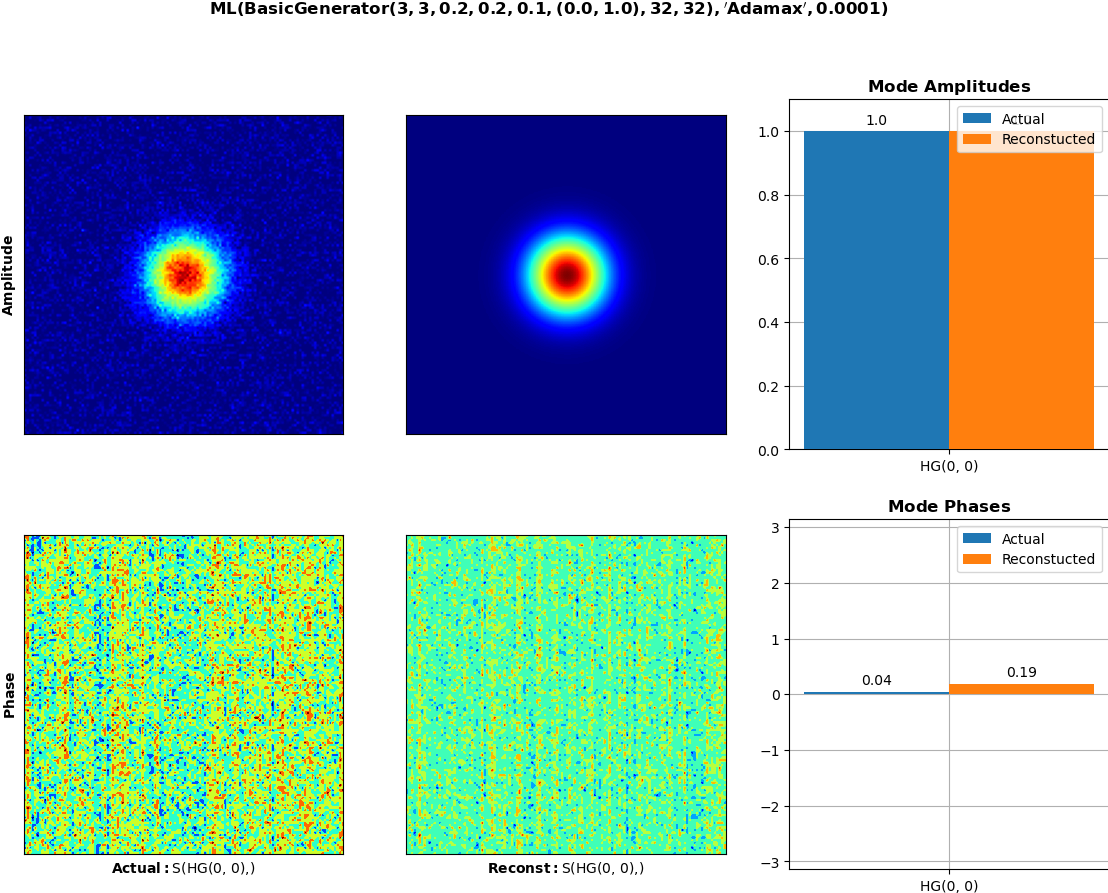 ML(BasicGenerator(3, 3, 0.2, 0.2, 0.1, (0.0, 1.0), 32, 32), ′Adamax′, 0.0001)
Mode Amplitudes
Amplitude
1.0
Actual
Reconstucted
1.0
0.8
0.6
0.4
0.2
0.0
HG(0, 0)
Mode Phases
Phase
Actual
Reconstucted
3
2
1
0
−1
−2
−3
0.04
0.19
HG(0, 0)
Actual: S(HG(0, 0),)
Reconst: S(HG(0, 0),)